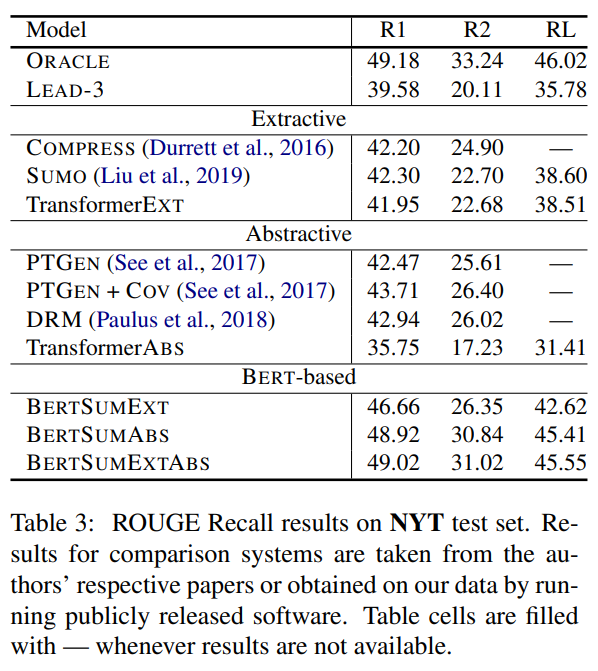 Model R1 R2 RL
ORACLE 49.18 33.24 46.02
LEAD-3 39.58 20.11 35.78
Extractive
COMPRESS (Durrett et al., 2016) 42.20 24.90 —
SUMO (Liu et al., 2019) 42.30 22.70 38.60
TransformerEXT 41.95 22.68 38.51
Abstractive
PTGEN (See et al., 2017) 42.47 25.61 —
PTGEN + COV (See et al., 2017) 43.71 26.40 —
DRM (Paulus et al., 2018) 42.94 26.02 —
TransformerABS 35.75 17.23 31.41
BERT-based
BERTSUMEXT 46.66 26.35 42.62
BERTSUMABS 48.92 30.84 45.41
BERTSUMEXTABS 49.02 31.02 45.55
Table 3: ROUGE Recall results on NYT test set. Re-
sults for comparison systems are taken from the au-
thors' respective papers or obtained on our data by run-
ning publicly released software. Table cells are filled
with — whenever results are not available.